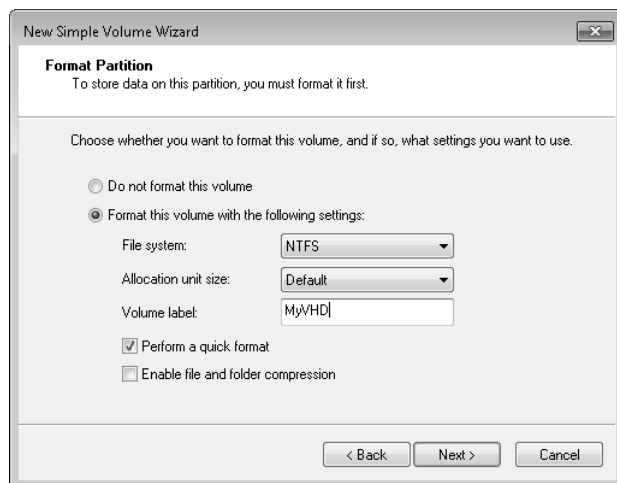 New Simple Volume Wizard
Format Partition
To store data on this partition, you must format it first.
Choose whether you want to format this volume, and if so, what settings you want to use.
Do not format this volume
Format this volume with the following settings:
File system: NTFS
Allocation unit size: Default
Volume label: MyVHD
Perform a quick format
Enable file and folder compression
< Back Next > Cancel